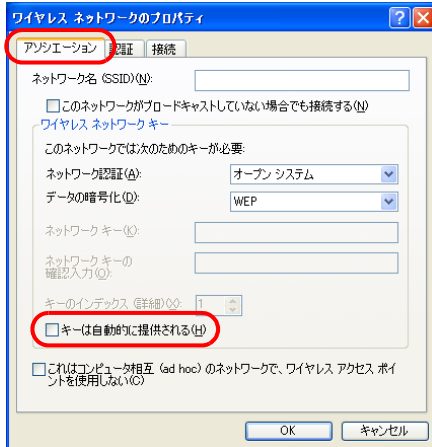 ワイヤレス ネットワークのプロパティ
アソシエーション 認証 接続
ネットワーク名 (SSID)(N):
このネットワークがブロードキャストしていない場合でも接続する(N)
ワイヤレス ネットワーク キー
このネットワークでは次のためのキーが必要:
ネットワーク認証(A): オープン システム
データの暗号化(D): WEP
ネットワーク キー(K):
ネットワーク キーの
確認入力(O):
キーのインデックス (詳細)(X): 1
キーは自動的に提供される(H)
これはコンピュータ相互 (ad hoc) のネットワークで、ワイヤレス アクセス ポイ
ントを使用しない(C)
OK キャンセル